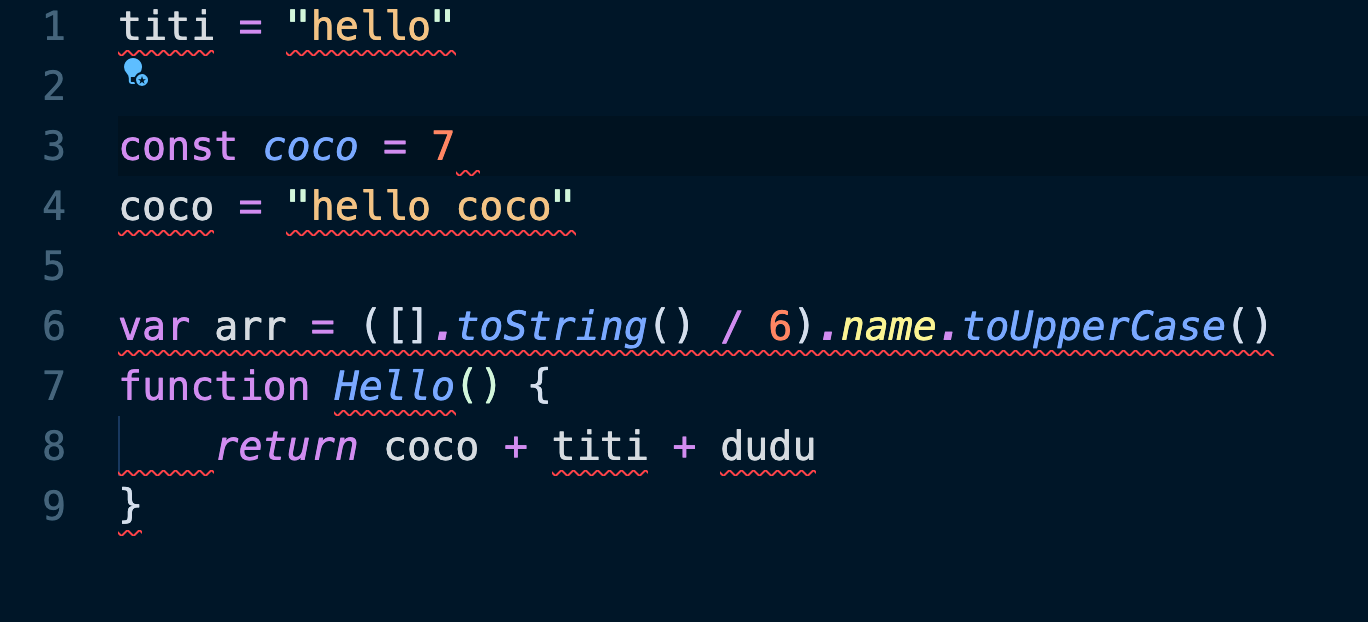 1 titi = "hello"
2
3 const coco = 7
4 coco = "hello coco"
5
6 var arr = ([].toString() / 6).name.toUpperCase()
7 function Hello() {
8     return coco + titi + dudu
9 }